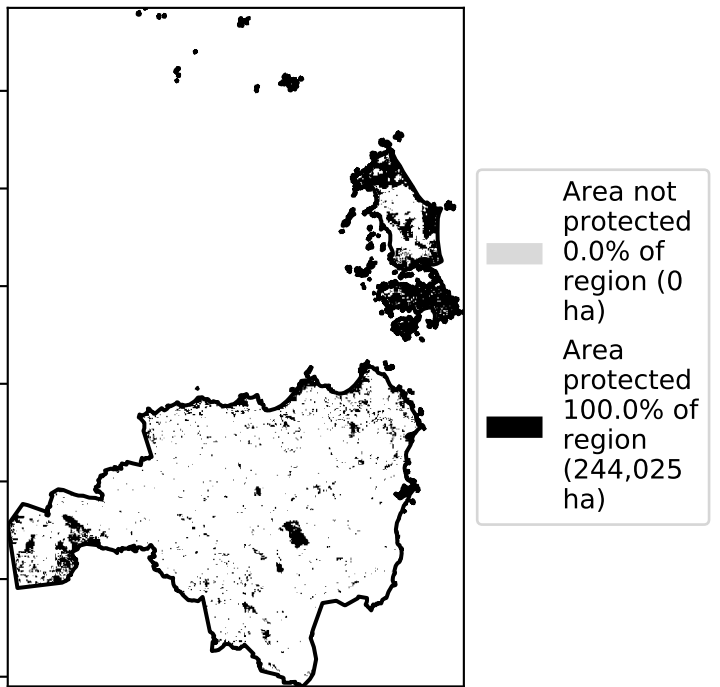 Area not
protected
0.0% of
region (0
ha)
Area
protected
100.0% of
region
(244,025
ha)